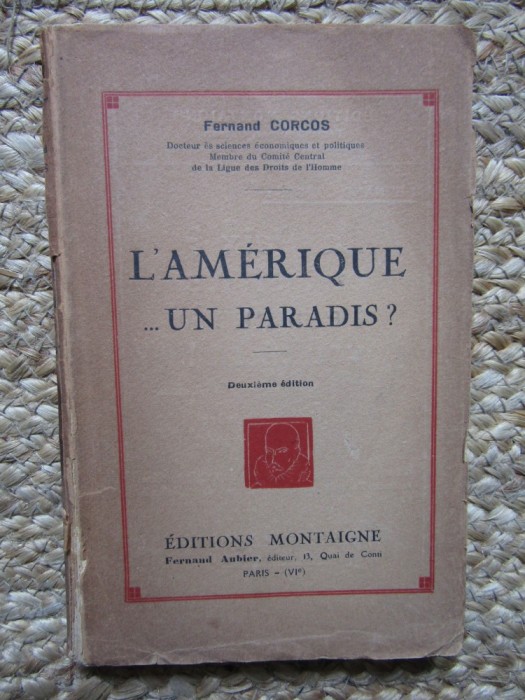 Fernand CORCOS
Docteur ès sciences économiques et politiques
Membre du Comité Central
de la Ligue des Droits de l'Homme
L'AMÉRIQUE
... UN PARADIS ?
Deuxième édition
ÉDITIONS MONTAIGNE
Fernand Aubier, éditeur, 13, Quai de Conti
PARIS - (VIe)